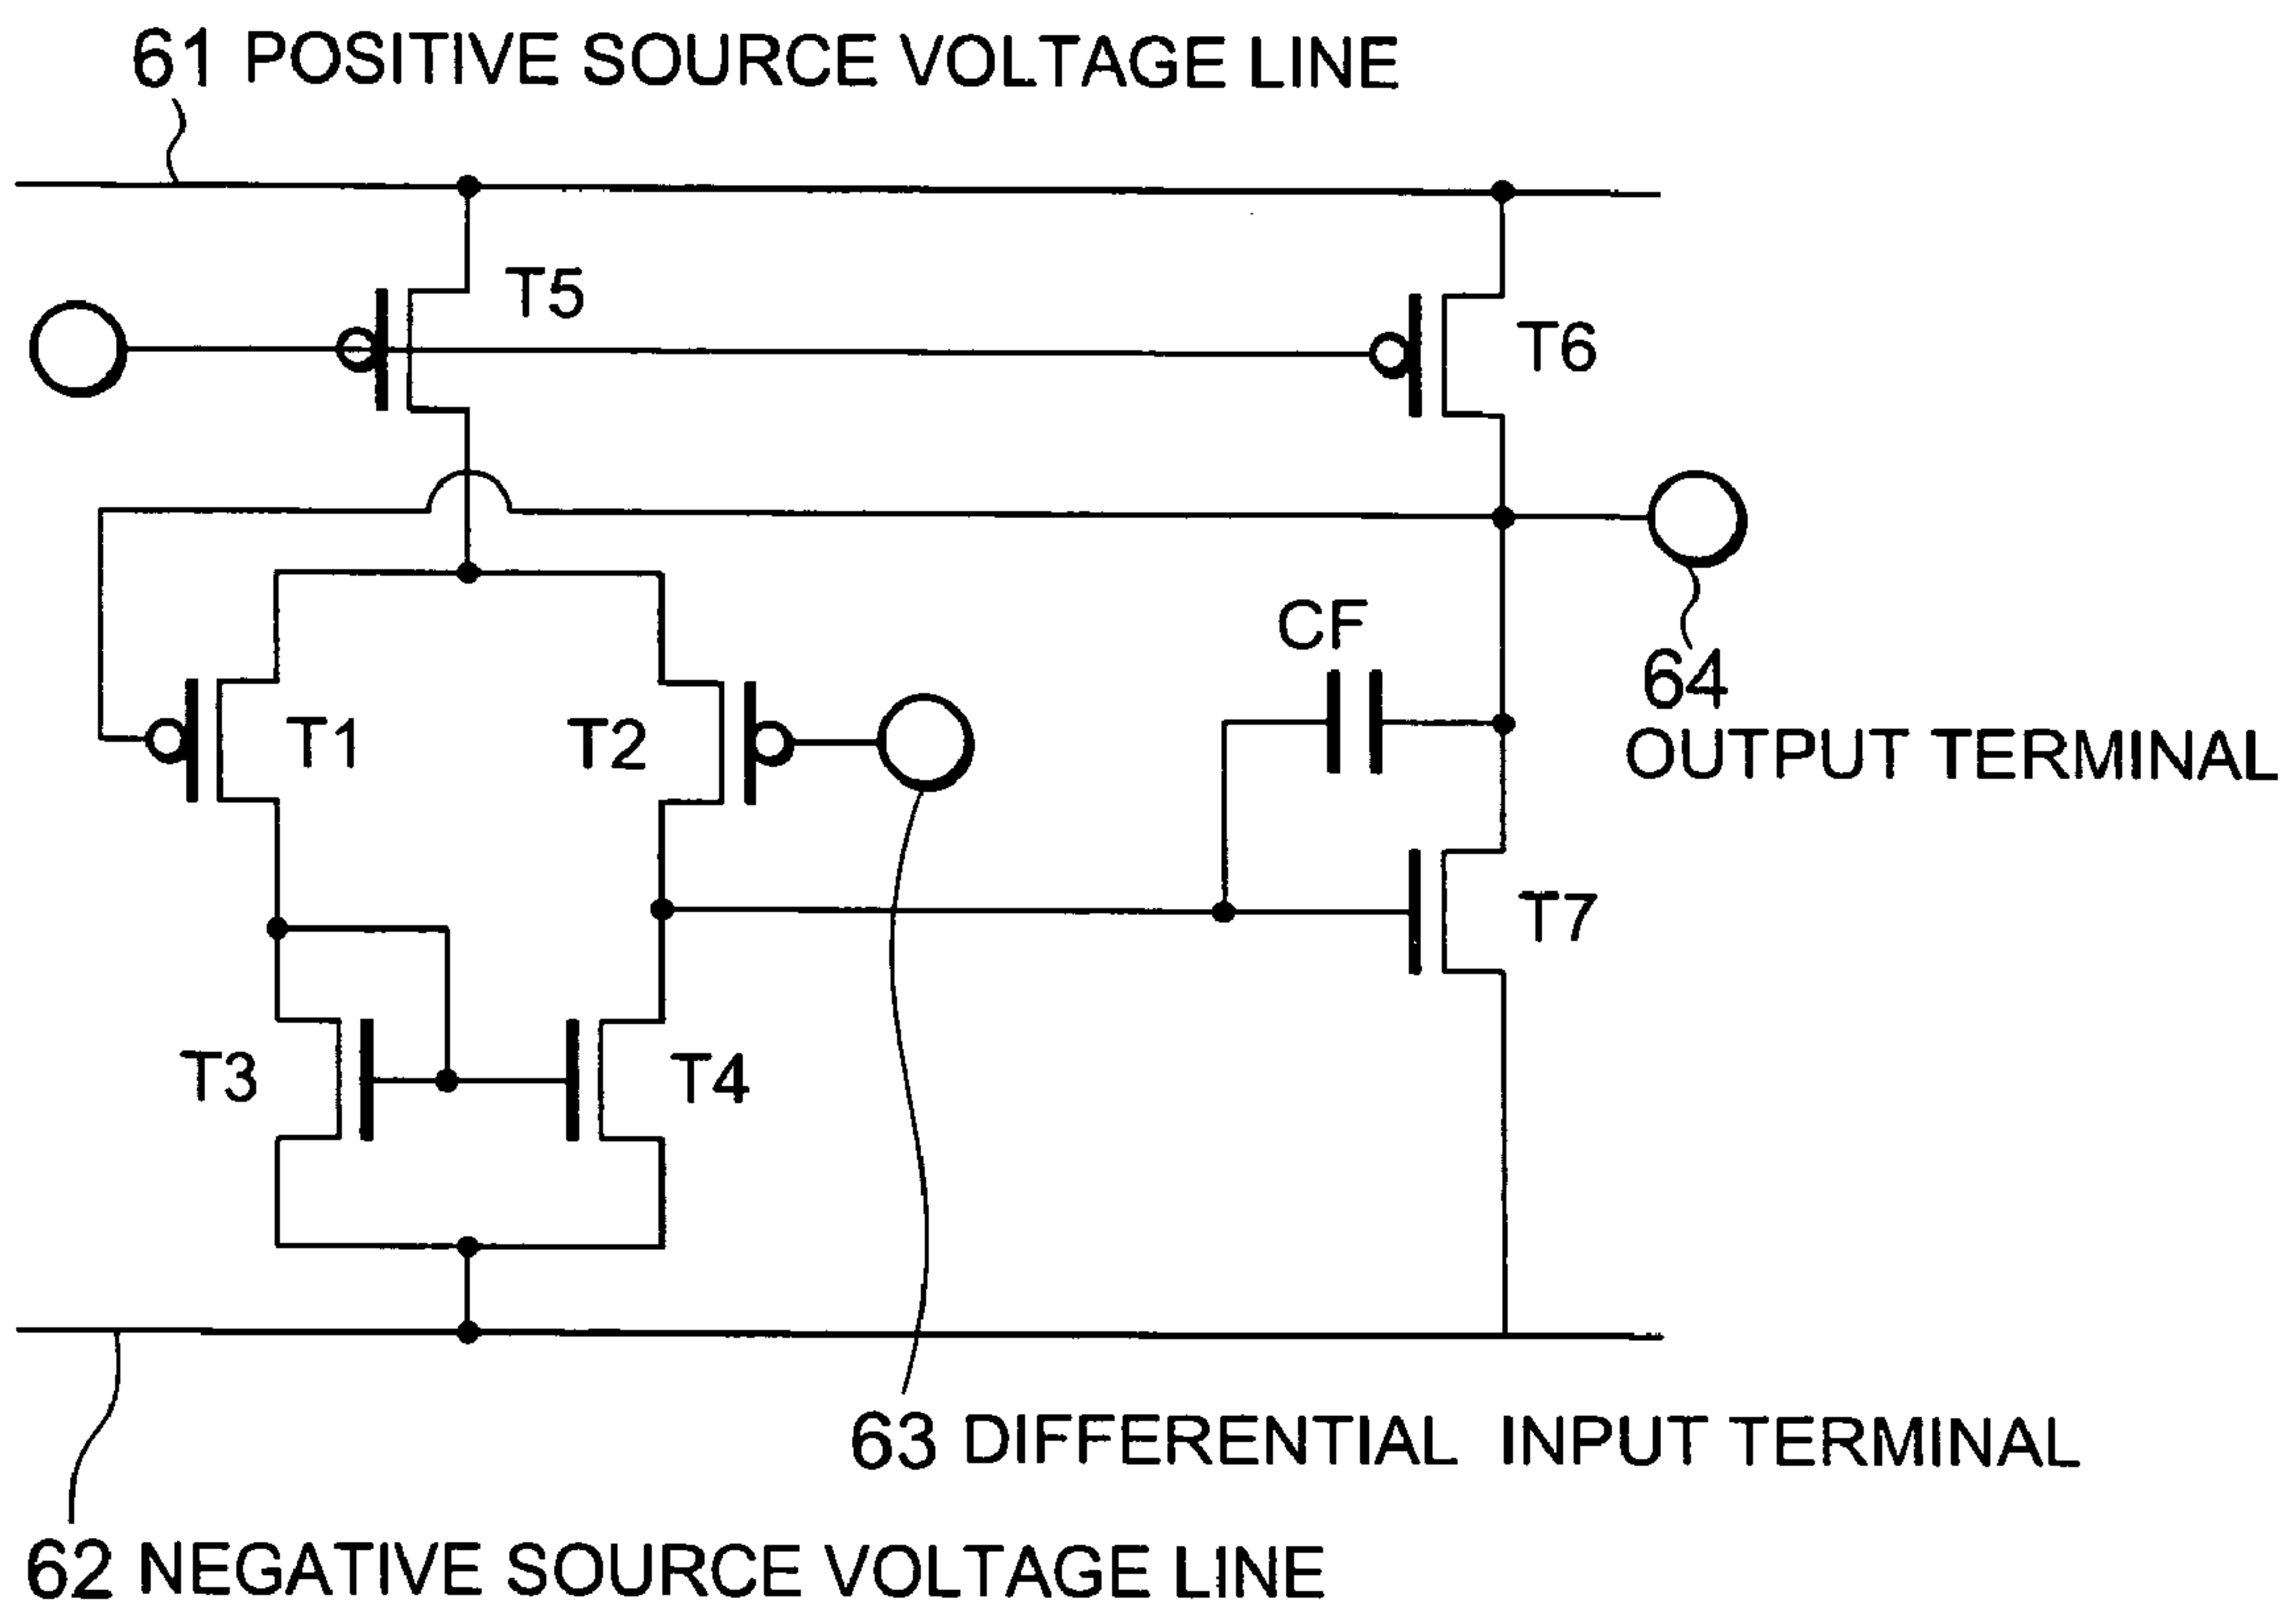 61 POSITIVE SOURCE VOLTAGE LINE
T5
T6
CF
64
OUTPUT TERMINAL
T1
T2
T7
T3
T4
63 DIFFERENTIAL INPUT TERMINAL
62 NEGATIVE SOURCE VOLTAGE LINE